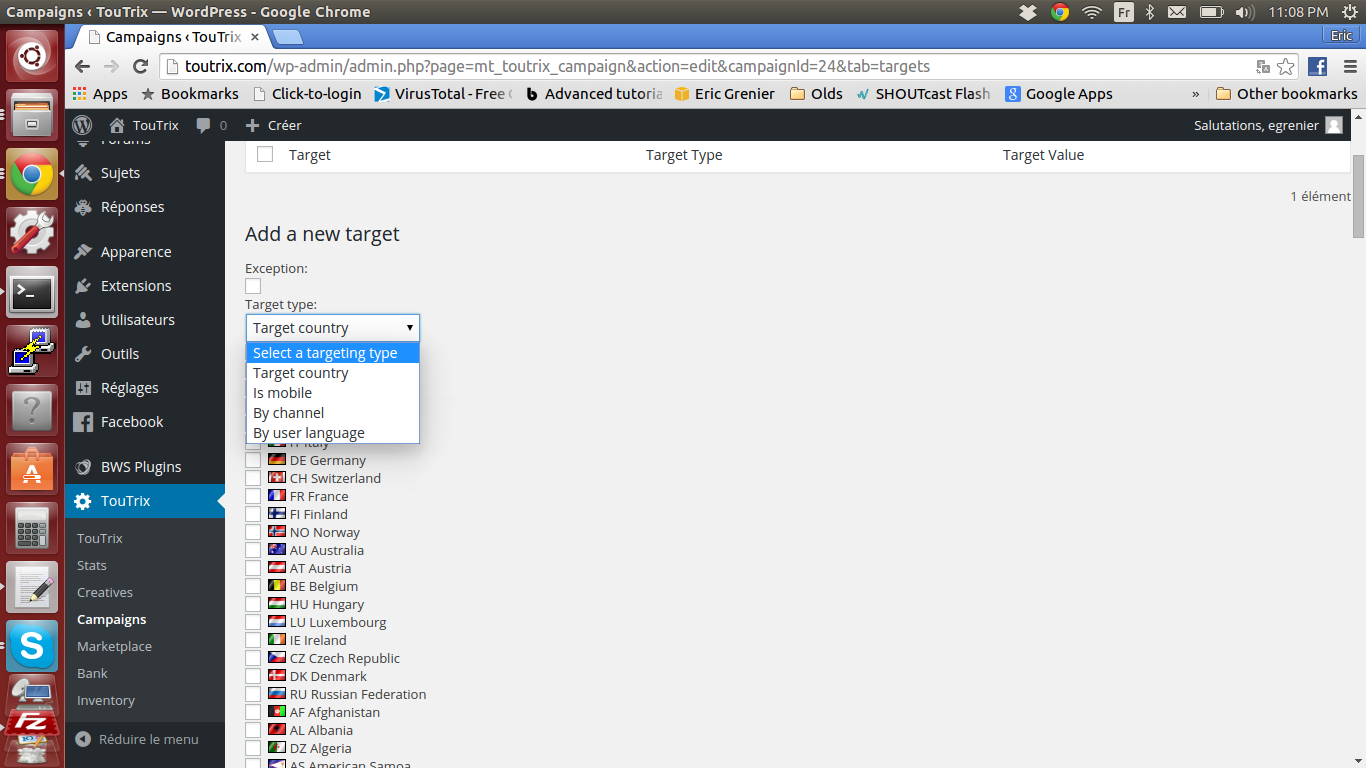 Campaigns ‹ TouTrix — WordPress - Google Chrome
Fr
11:08 PM
Campaigns ‹ TouTrix
Eric
toutrix.com/wp-admin/admin.php?page=mt_toutrix_campaign&action=edit&campaignId=24&tab=targets
Apps
Bookmarks
Click-to-login
VirusTotal - Free
Advanced tutoria
Eric Grenier
Olds
SHOUTcast Flash
Google Apps
»
Other bookmarks
TouTrix
0
Créer
Salutations, egrenier
Forums
Sujets
Réponses
Apparence
Extensions
Utilisateurs
Outils
Réglages
Facebook
BWS Plugins
TouTrix
TouTrix
Stats
Creatives
Campaigns
Marketplace
Bank
Inventory
Réduire le menu
Target Target Type Target Value
1 élément
Add a new target
Exception:
Target type:
Target country
Select a targeting type
Target country
Is mobile
By channel
By user language
IT Italy
DE Germany
CH Switzerland
FR France
FI Finland
NO Norway
AU Australia
AT Austria
BE Belgium
HU Hungary
LU Luxembourg
IE Ireland
CZ Czech Republic
DK Denmark
RU Russian Federation
AF Afghanistan
AL Albania
DZ Algeria
AS American Samoa